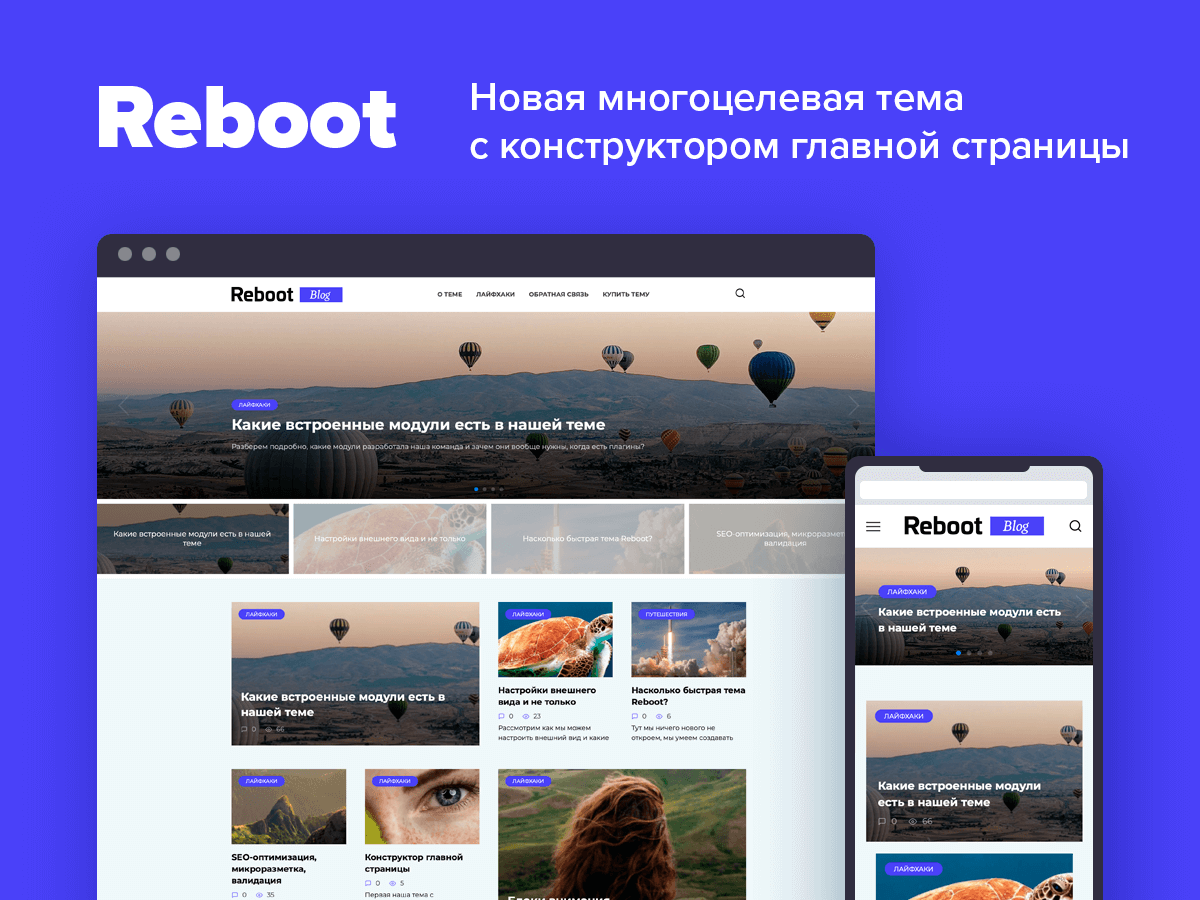 Reboot
Новая многоцелевая тема
с конструктором главной страницы
Reboot Blog
О ТЕМЕ ЛАЙФХАКИ ОБРАТНАЯ СВЯЗЬ КУПИТЬ ТЕМУ
ЛАЙФХАКИ
Какие встроенные модули есть в нашей теме
Разберем подробно, какие модули разработала наша команда и зачем они вообще нужны, когда есть плагины?
Какие встроенные модули есть в нашей
теме
Настройки внешнего вида и не только
Насколько быстрая тема Reboot?
SEO-оптимизация, микроразмет
валидация
ЛАЙФХАКИ
Какие встроенные модули есть в
нашей теме
0 66
ЛАЙФХАКИ
Настройки внешнего
вида и не только
0 23
Рассмотрим как мы можем
настроить внешний вид и какие
ПУТЕШЕСТВИЯ
Насколько быстрая тема
Reboot?
0 6
Тут мы ничего нового не
откроем, мы умеем создавать
ЛАЙФХАКИ
SEO-оптимизация,
микроразметка,
валидация
0 35
ЛАЙФХАКИ
Конструктор главной
страницы
0 5
Первая наша тема с
ЛАЙФХАКИ
Блоки внимания
Reboot Blog
ЛАЙФХАКИ
Какие встроенные модули есть
в нашей теме
ЛАЙФХАКИ
Какие встроенные модули
есть в нашей теме
0 66
ЛАЙФХАКИ